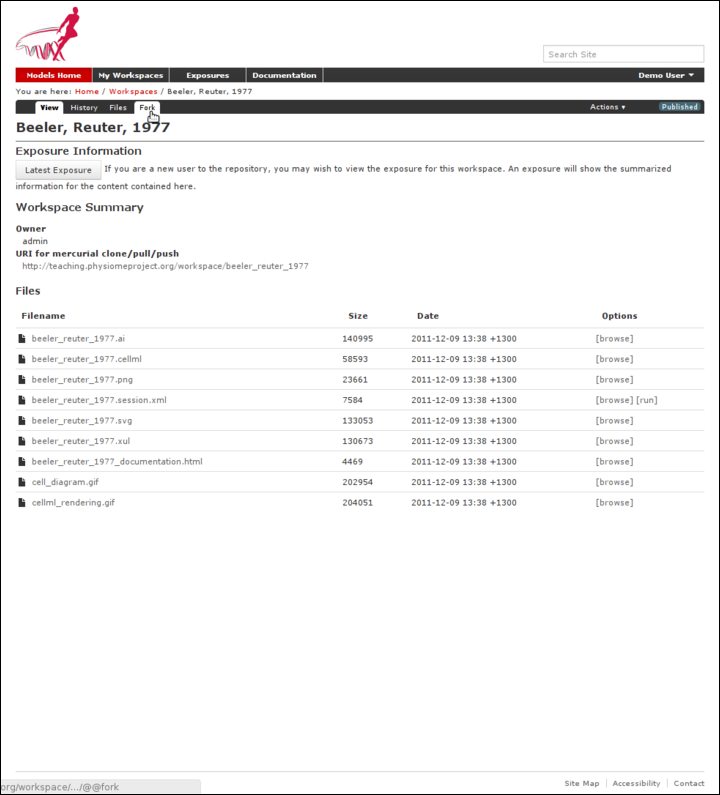 Search Site
Models Home My Workspaces Exposures Documentation Demo User ▼
You are here: Home / Workspaces / Beeler, Reuter, 1977
View History Files Fork Actions ▼ Published
Beeler, Reuter, 1977
Exposure Information
Latest Exposure If you are a new user to the repository, you may wish to view the exposure for this workspace. An exposure will show the summarized
information for the content contained here.
Workspace Summary
Owner
admin
URI for mercurial clone/pull/push
http://teaching.physiomeproject.org/workspace/beeler_reuter_1977
Files
Filename Size Date Options
beeler_reuter_1977.ai 140995 2011-12-09 13:38 +1300 [browse]
beeler_reuter_1977.cellml 58593 2011-12-09 13:38 +1300 [browse]
beeler_reuter_1977.png 23661 2011-12-09 13:38 +1300 [browse]
beeler_reuter_1977.session.xml 7584 2011-12-09 13:38 +1300 [browse] [run]
beeler_reuter_1977.svg 133053 2011-12-09 13:38 +1300 [browse]
beeler_reuter_1977.xul 130673 2011-12-09 13:38 +1300 [browse]
beeler_reuter_1977_documentation.html 4469 2011-12-09 13:38 +1300 [browse]
cell_diagram.gif 202954 2011-12-09 13:38 +1300 [browse]
cellml_rendering.gif 204051 2011-12-09 13:38 +1300 [browse]
Site Map Accessibility Contact
org/workspace/.../@@fork